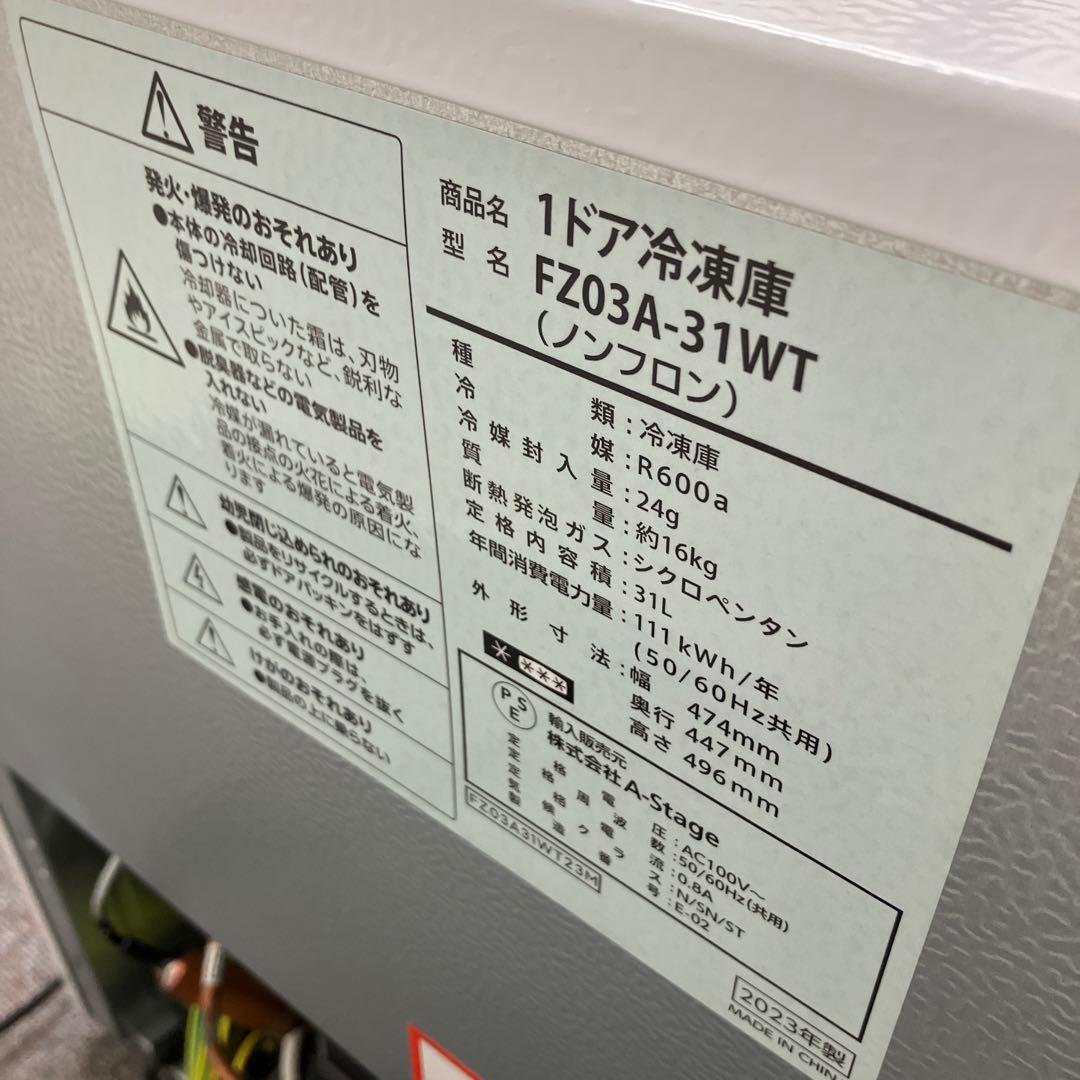 警告
発火・爆発のおそれあり
●本体の冷却回路(配管)を
傷つけない
冷却器についた霜は、刃物
やアイスピックなど、鋭利な
金属で取らない
●脱臭器などの電気製品を
入れない
冷媒が漏れていると電気製
品の接点の火花による着火、
着火による爆発の原因にな
ります
幼児閉じ込められのおそれあり
●製品をリサイクルするときは、
必ずドアパッキンをはずす
感電のおそれあり
●お手入れの際は、
必ず電源プラグを抜く
けがのおそれあり
●製品の上に乗らない
商品名 1ドア冷凍庫
型名 FZ03A-31WT
(ノンフロン)
種類:冷凍庫
冷媒:R600a
冷媒封入量:24g
質量:約16kg
断熱発泡ガス:シクロペンタン
定格内容積:31L
年間消費電力量:111kWh/年
(50/60Hz共用)
外形寸法:幅 474mm
奥行 447mm
高さ 496mm
PSE
輸入販売元
株式会社A-Stage
定格電圧:AC100V～
定格周波数:50/60Hz(共用)
定格電流:0.8A
気候クラス:N/SN/ST
製造番号:E-02
FZ03A31WT23M
2023年製
MADE IN CHIN